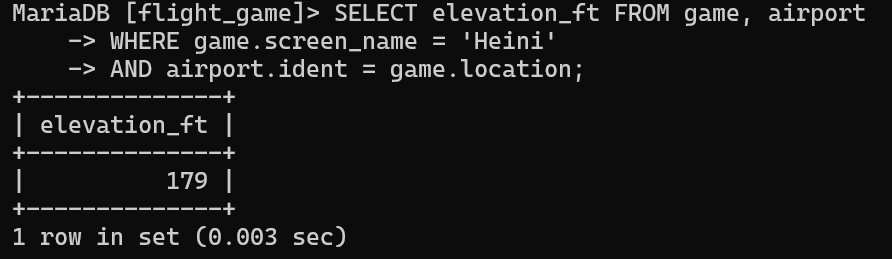 MariaDB [flight_game]> SELECT elevation_ft FROM game, airport
    -> WHERE game.screen_name = 'Heini'
    -> AND airport.ident = game.location;
+--------------+
| elevation_ft |
+--------------+
|          179 |
+--------------+
1 row in set (0.003 sec)